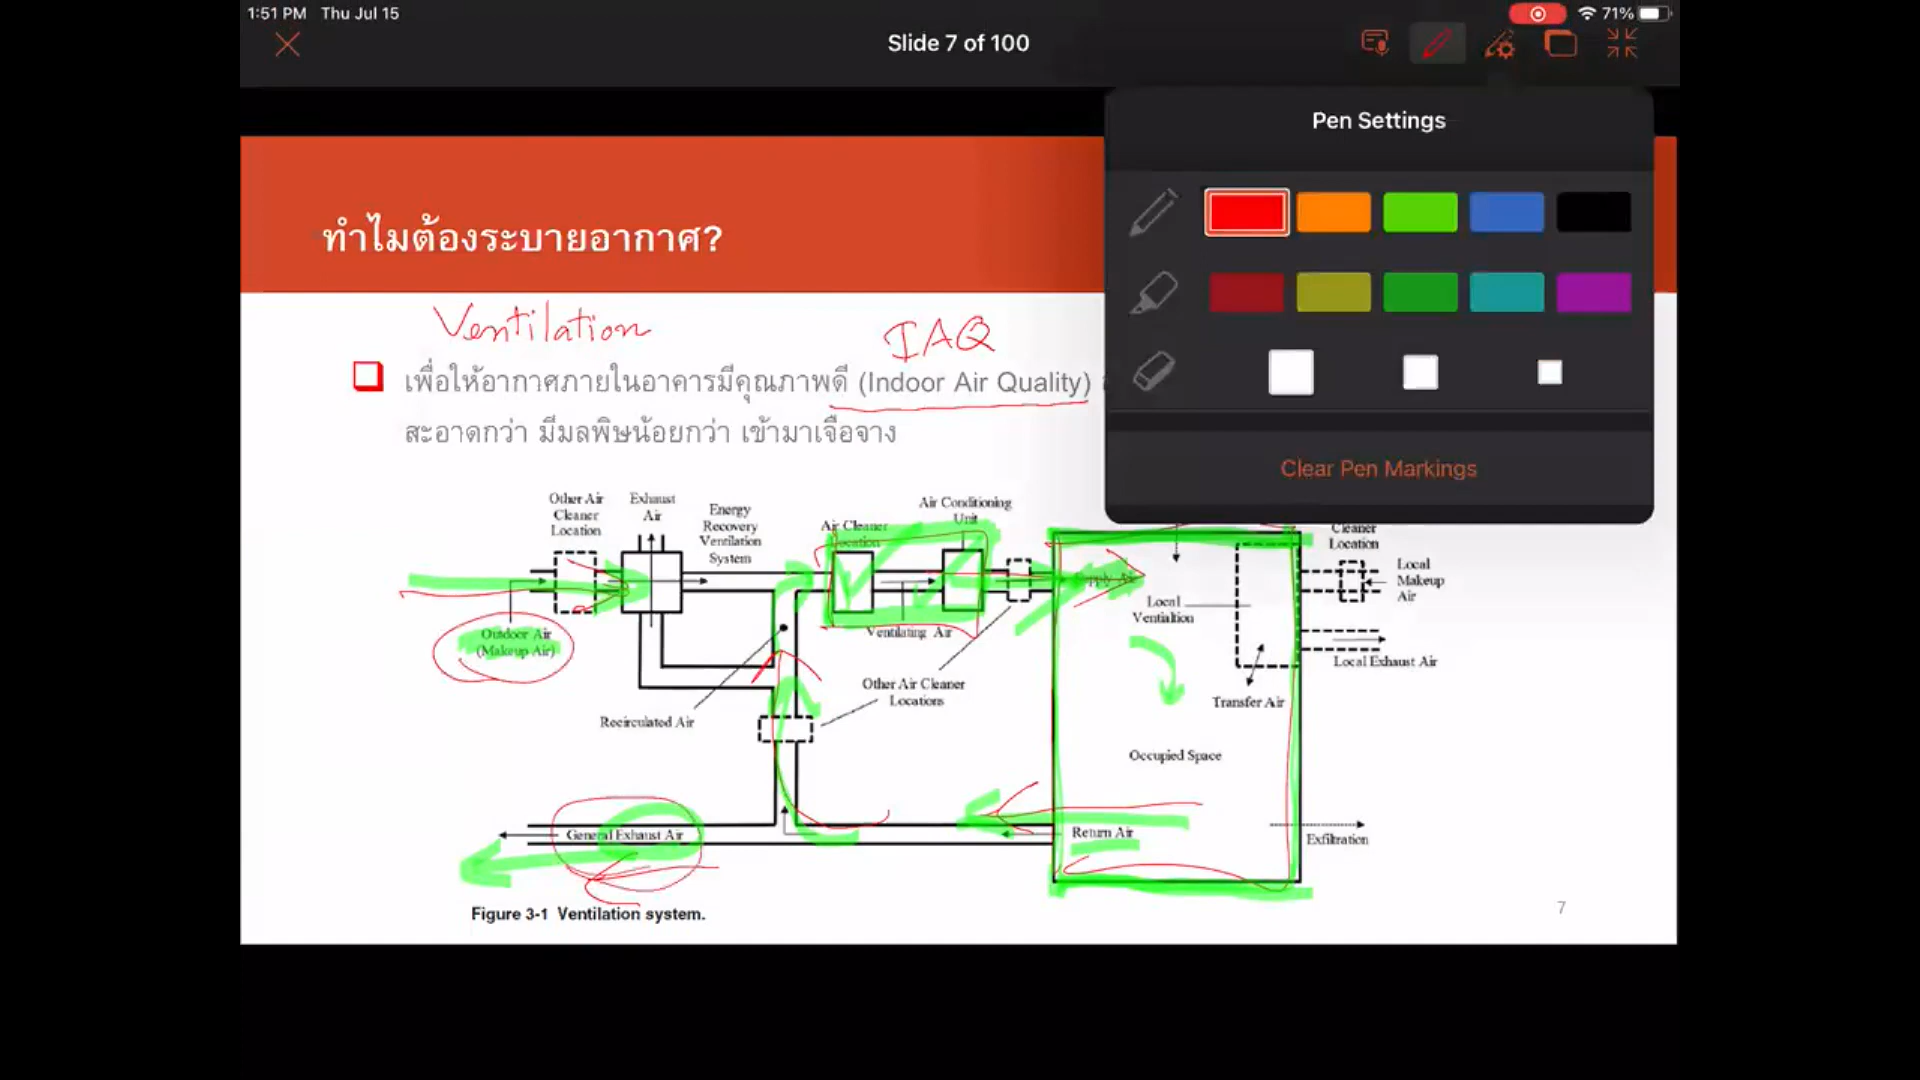 1:51 PM Thu Jul 15
71%
Slide 7 of 100
Pen Settings
Clear Pen Markings
ทำไมต้องระบายอากาศ?
Ventilation
IAQ
เพื่อให้อากาศภายในอาคารมีคุณภาพดี (Indoor Air Quality)
สะอาดกว่า มีมลพิษน้อยกว่า เข้ามาเจือจาง
Other Air
Cleaner
Location
Exhaust
Air
Energy
Recovery
Ventilation
System
Air Cleaner
Location
Air Conditioning
Unit
Cleaner
Location
Local
Makeup
Air
Supply Air
Local
Ventialtion
Outdoor Air
(Makeup Air)
Ventilating Air
Local Exhaust Air
Other Air Cleaner
Locations
Transfer Air
Recirculated Air
Occupied Space
General Exhaust Air
Return Air
Exfiltration
Figure 3-1 Ventilation system.
7